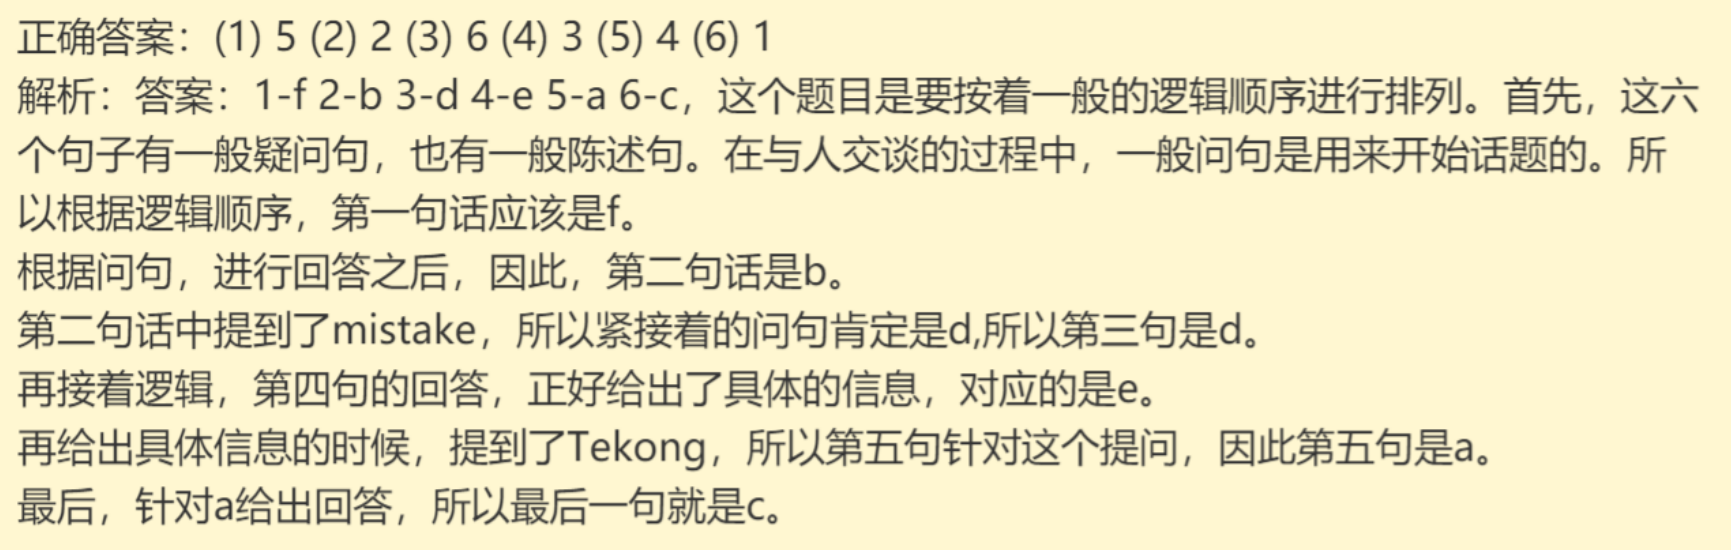 正确答案：(1) 5 (2) 2 (3) 6 (4) 3 (5) 4 (6) 1
解析：答案：1-f 2-b 3-d 4-e 5-a 6-c，这个题目是要按着一般的逻辑顺序进行排列。首先，这六
个句子有一般疑问句，也有一般陈述句。在与人交谈的过程中，一般问句是用来开始话题的。所
以根据逻辑顺序，第一句话应该是f。
根据问句，进行回答之后，因此，第二句话是b。
第二句话中提到了mistake，所以紧接着的问句肯定是d,所以第三句是d。
再接着逻辑，第四句的回答，正好给出了具体的信息，对应的是e。
再给出具体信息的时候，提到了Tekong，所以第五句针对这个提问，因此第五句是a。
最后，针对a给出回答，所以最后一句就是c。